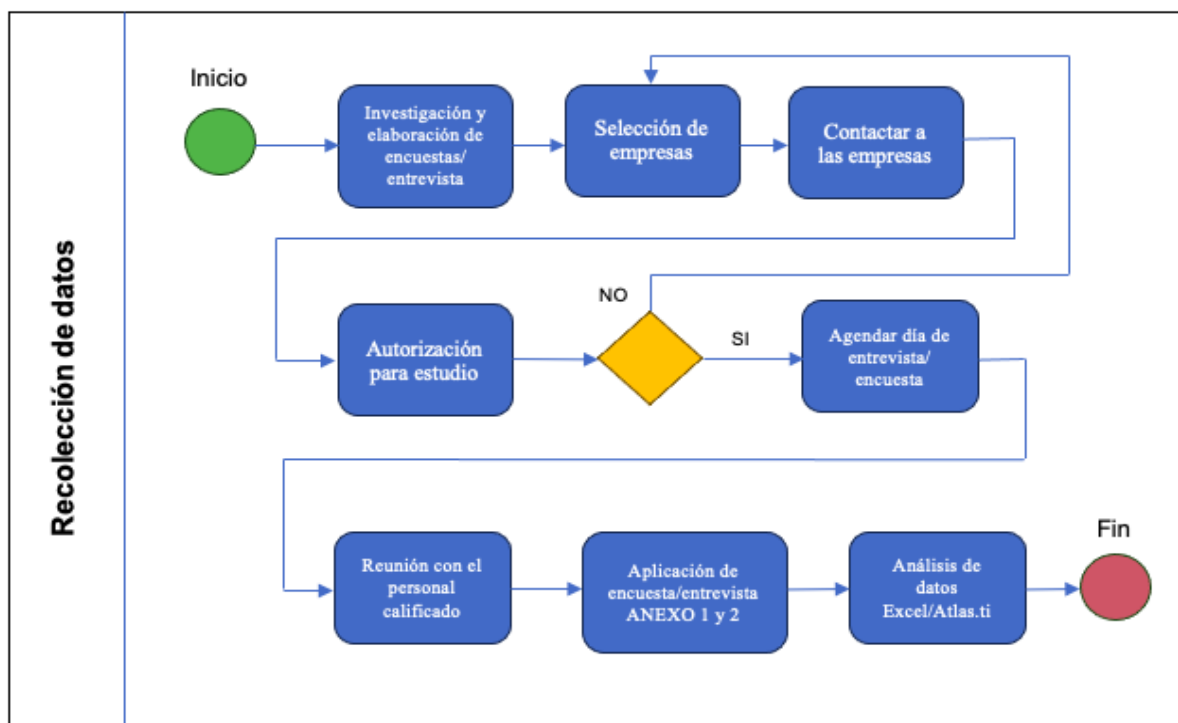 Recolección de datos
Inicio
Investigación y
elaboración de
encuestas/
entrevista
Selección de
empresas
Contactar a
las empresas
Autorización
para estudio
NO
SI
Agendar día de
entrevista/
encuesta
Reunión con el
personal
calificado
Aplicación de
encuesta/entrevista
ANEXO 1 y 2
Análisis de
datos
Excel/Atlas.ti
Fin